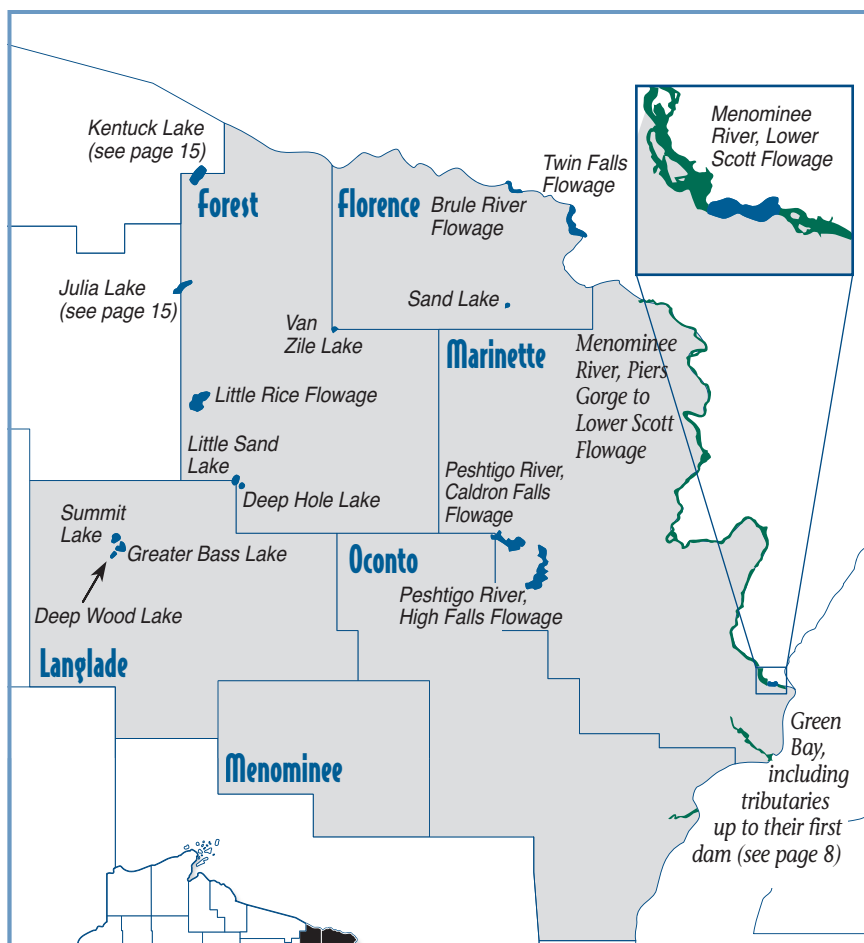 Kentuck Lake
(see page 15)
Forest
Florence
Brule River
Flowage
Twin Falls
Flowage
Menominee
River, Lower
Scott Flowage
Julia Lake
(see page 15)
Van
Zile Lake
Sand Lake
Marinette
Menominee
River, Piers
Gorge to
Lower Scott
Flowage
Little Rice Flowage
Little Sand
Lake
Deep Hole Lake
Peshtigo River,
Caldron Falls
Flowage
Summit
Lake
Greater Bass Lake
Deep Wood Lake
Oconto
Peshtigo River,
High Falls Flowage
Langlade
Menominee
Green
Bay,
including
tributaries
up to their first
dam (see page 8)